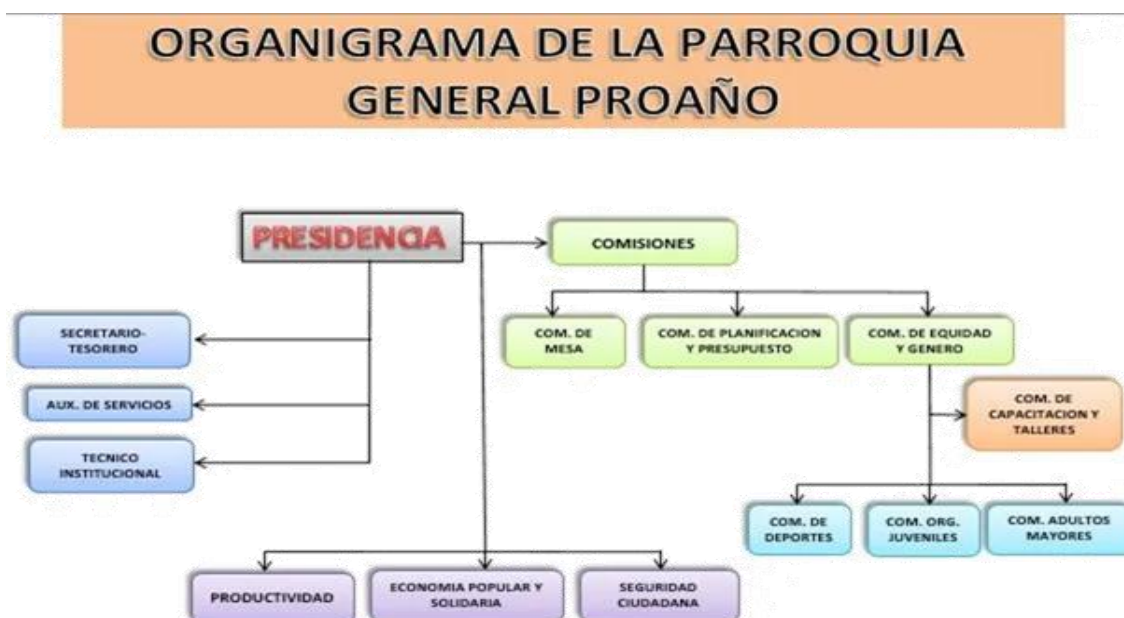 ORGANIGRAMA DE LA PARROQUIA
GENERAL PROAÑO
PRESIDENCIA
COMISIONES
SECRETARIO-
TESORERO
AUX. DE SERVICIOS
TECNICO
INSTITUCIONAL
COM. DE
MESA
COM. DE PLANIFICACION
Y PRESUPUESTO
COM. DE EQUIDAD
Y GENERO
COM. DE
CAPACITACION Y
TALLERES
COM. DE
DEPORTES
COM. ORG.
JUVENILES
COM. ADULTOS
MAYORES
PRODUCTIVIDAD
ECONOMIA POPULAR Y
SOLIDARIA
SEGURIDAD
CIUDADANA